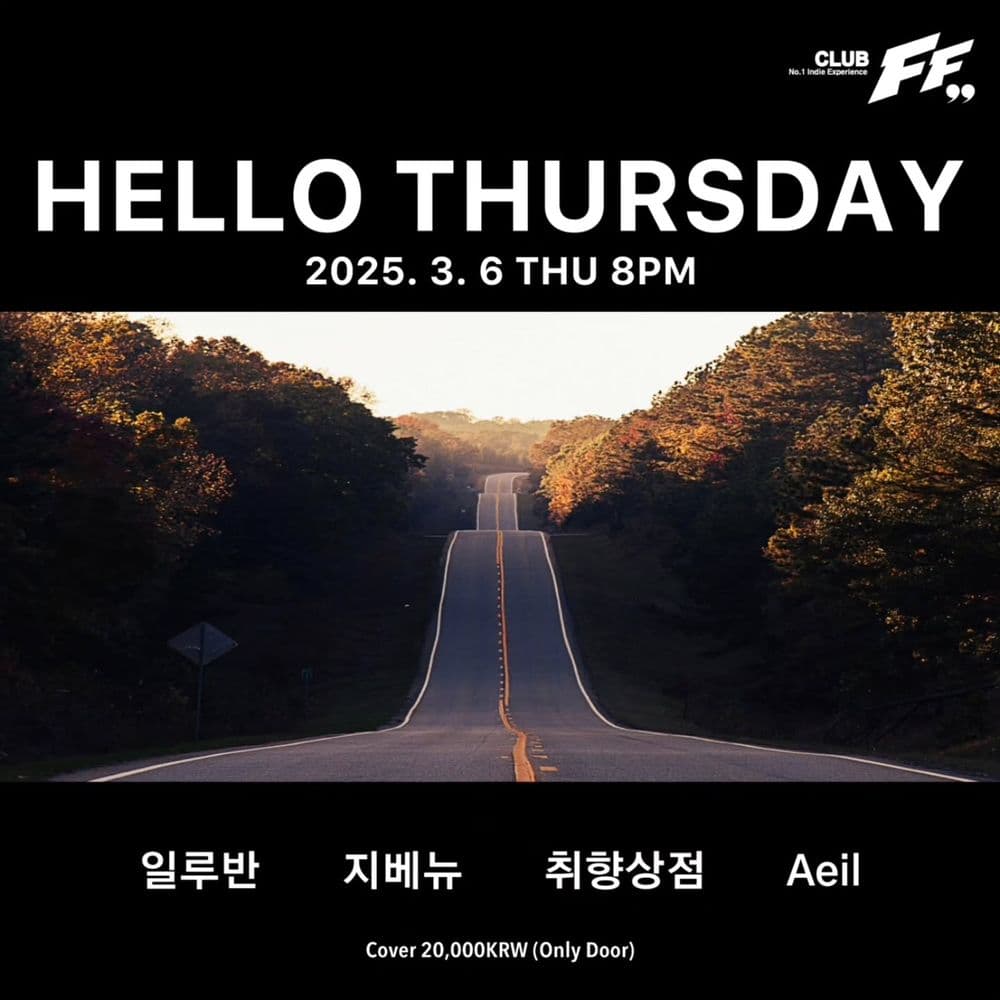 CLUB
No.1 Indie Experience
FF
HELLO THURSDAY
2025. 3. 6 THU 8PM
일루반 지베뉴 취향상점 Aeil
Cover 20,000KRW (Only Door)